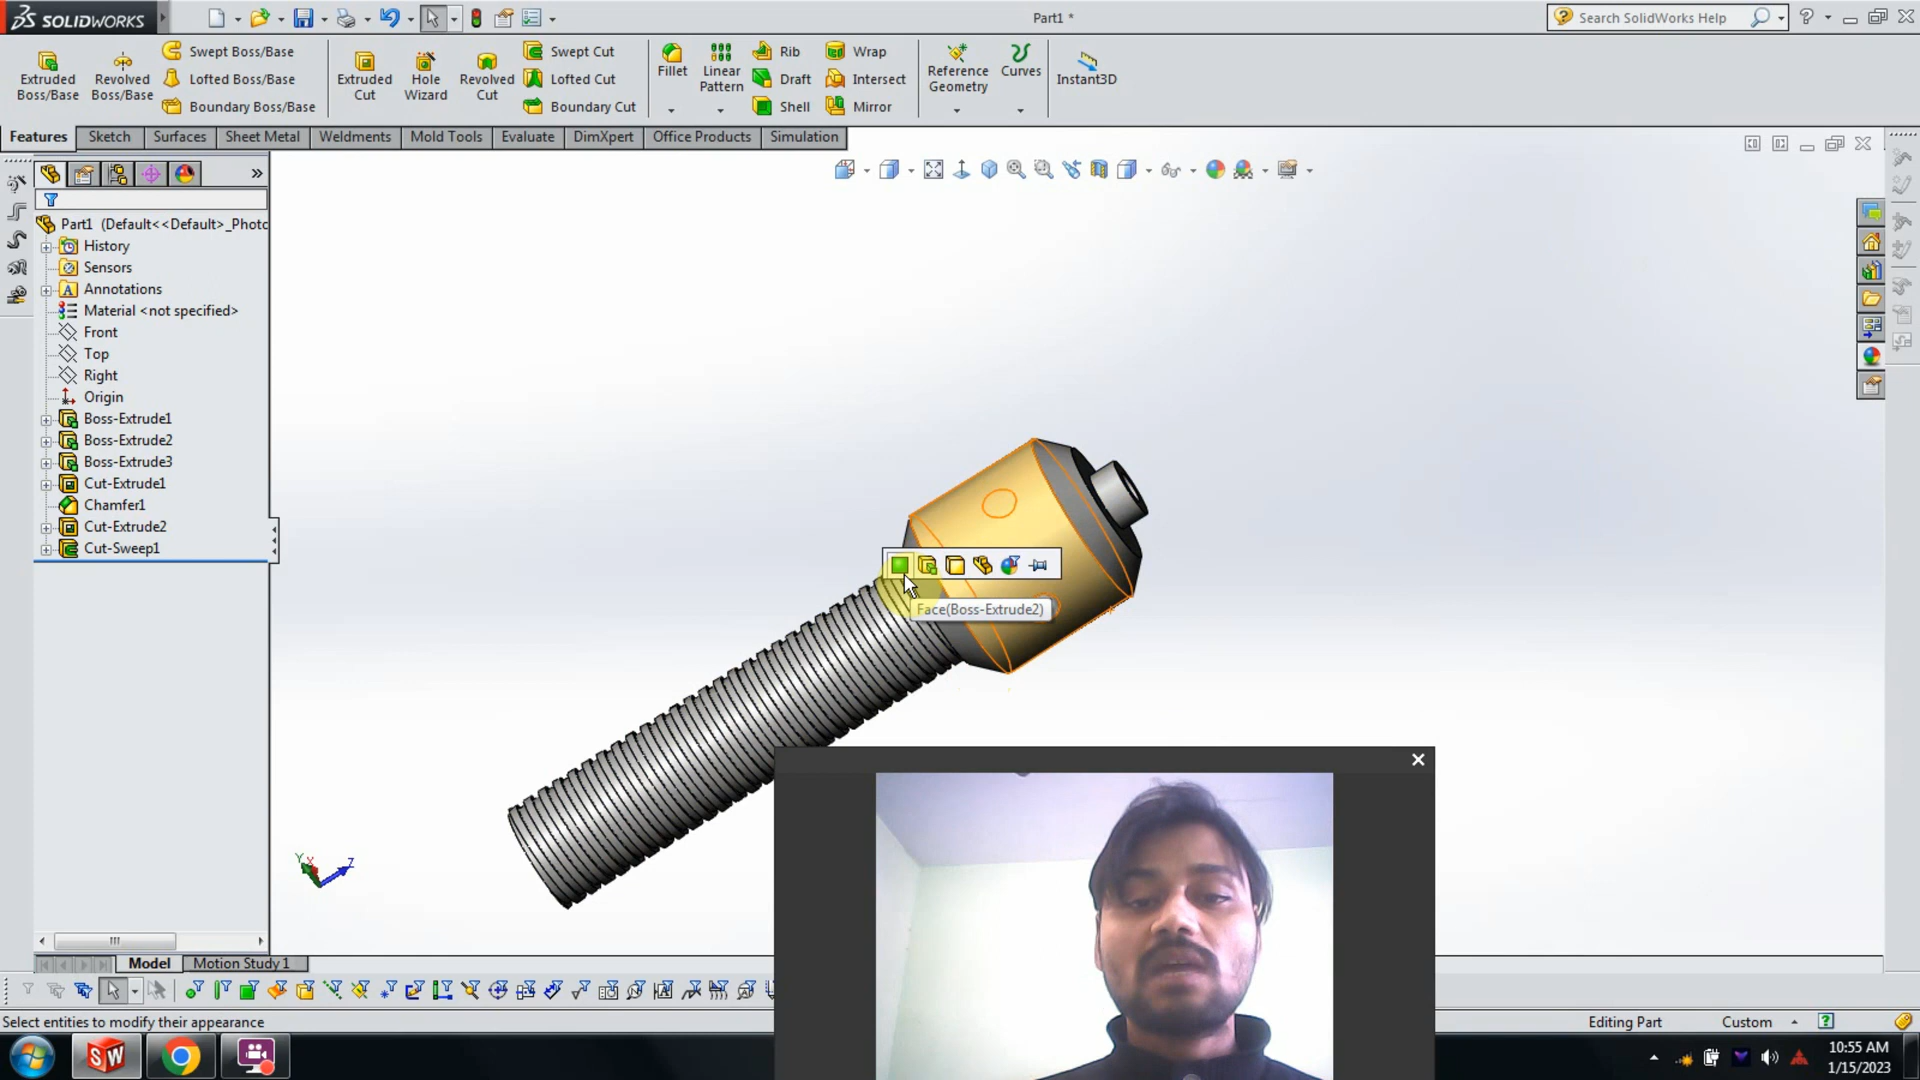 SOLIDWORKS
Part1 *
Search SolidWorks Help
Extruded Boss/Base
Revolved Boss/Base
Swept Boss/Base
Lofted Boss/Base
Boundary Boss/Base
Extruded Cut
Hole Wizard
Revolved Cut
Swept Cut
Lofted Cut
Boundary Cut
Fillet
Linear Pattern
Rib
Draft
Shell
Wrap
Intersect
Mirror
Reference Geometry
Curves
Instant3D
Features
Sketch
Surfaces
Sheet Metal
Weldments
Mold Tools
Evaluate
DimXpert
Office Products
Simulation
Part1 (Default<<Default>_Photo
History
Sensors
Annotations
Material <not specified>
Front
Top
Right
Origin
Boss-Extrude1
Boss-Extrude2
Boss-Extrude3
Cut-Extrude1
Chamfer1
Cut-Extrude2
Cut-Sweep1
Face(Boss-Extrude2)
Y
X
Z
Model
Motion Study 1
Select entities to modify their appearance
Editing Part
Custom
SW
10:55 AM
1/15/2023